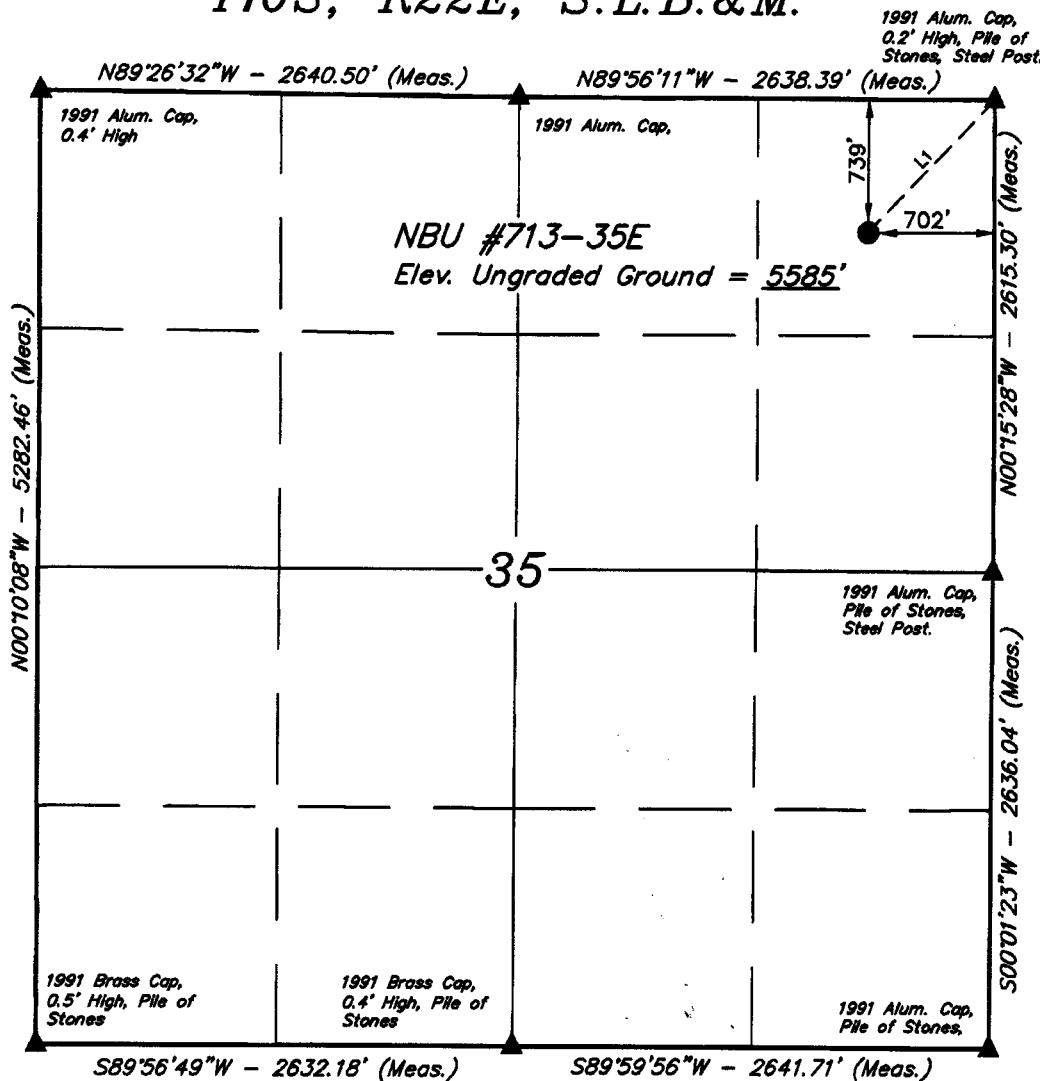 T10S, R22E, S.L.B.&M.
1991 Alum. Cap,
0.2' High, Pile of
Stones, Steel Post.
N89°26'32"W - 2640.50' (Meas.)
N89°56'11"W - 2638.39' (Meas.)
1991 Alum. Cap,
0.4' High
1991 Alum. Cap,
739'
L1
702'
NBU #713-35E
Elev. Ungraded Ground = 5585'
N00°15'28"W - 2615.30' (Meas.)
N00°10'08"W - 5282.46' (Meas.)
35
1991 Alum. Cap,
Pile of Stones,
Steel Post.
S00°01'23"W - 2636.04' (Meas.)
1991 Brass Cap,
0.5' High, Pile of
Stones
1991 Brass Cap,
0.4' High, Pile of
Stones
1991 Alum. Cap,
Pile of Stones,
S89°56'49"W - 2632.18' (Meas.)
S89°59'56"W - 2641.71' (Meas.)